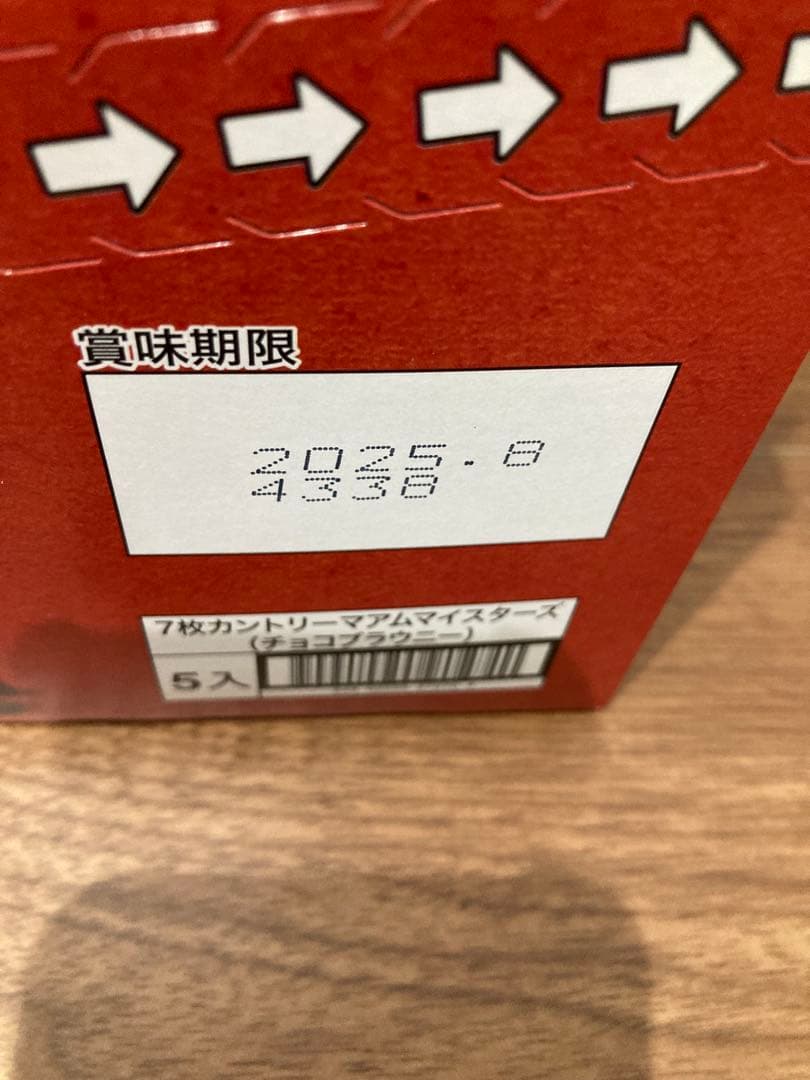 賞味期限
2025. 8
4338
7枚カントリーマアムマイスターズ
(チョコブラウニー)
5入